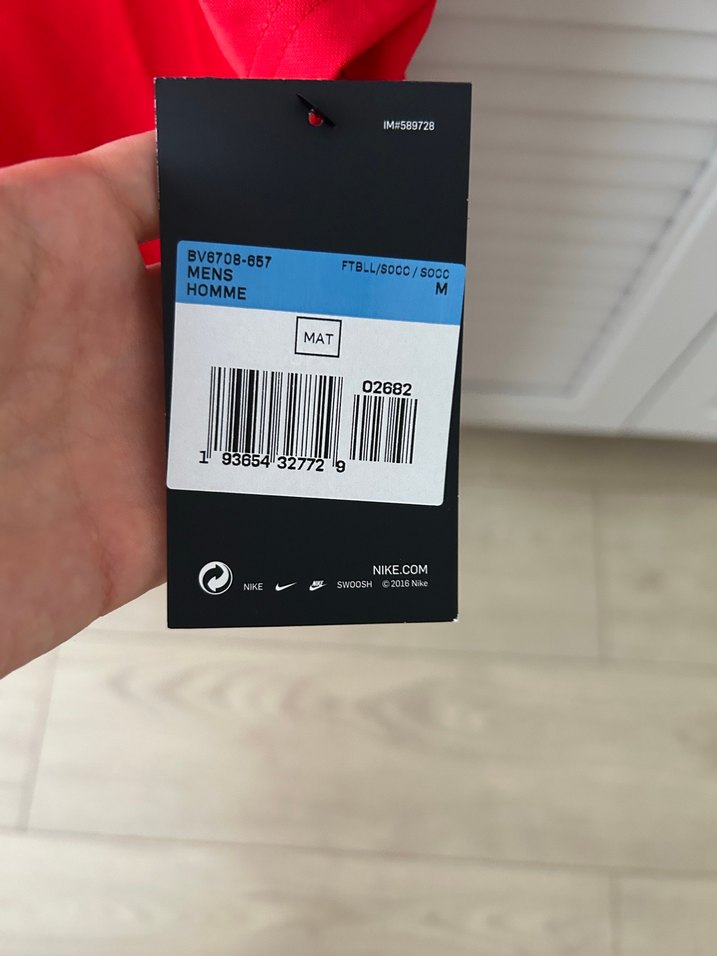 IM#589728
BV6708-657
FTBLL/SOCC / SOCC
MENS
M
HOMME
MAT
02682
1 93654 32772 9
NIKE.COM
NIKE NIKE SWOOSH © 2016 Nike